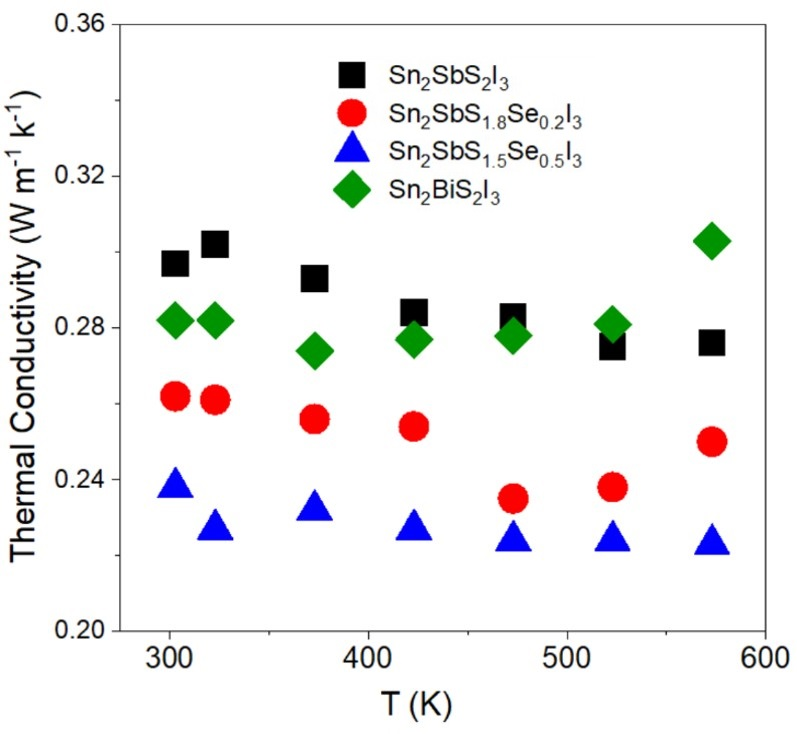 0.36
0.32
0.28
0.24
0.20
Thermal Conductivity (W m⁻¹ k⁻¹)
Sn₂SbS₂I₃
Sn₂SbS₁.₈Se₀.₂I₃
Sn₂SbS₁.₅Se₀.₅I₃
Sn₂BiS₂I₃
300 400 500 600
T (K)